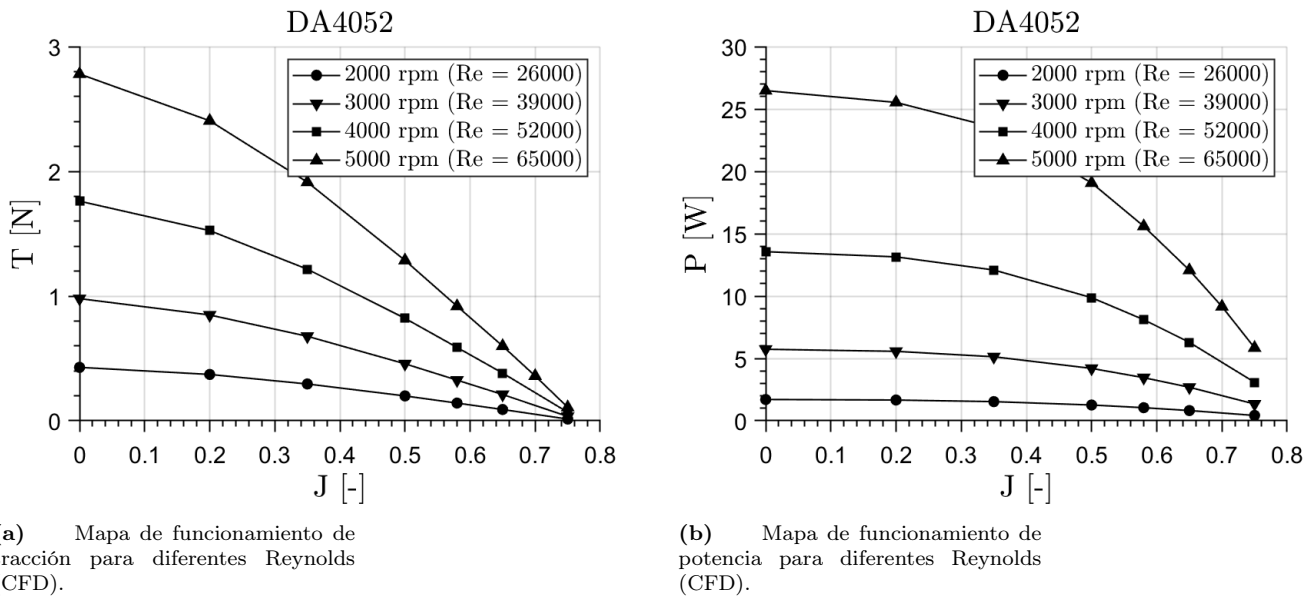 DA4052
3
2
1
0
T [N]
2000 rpm (Re = 26000)
3000 rpm (Re = 39000)
4000 rpm (Re = 52000)
5000 rpm (Re = 65000)
0 0.1 0.2 0.3 0.4 0.5 0.6 0.7 0.8
J [-]
(a) Mapa de funcionamiento de
racción para diferentes Reynolds
CFD).
DA4052
30
25
20
15
10
5
0
P [W]
2000 rpm (Re = 26000)
3000 rpm (Re = 39000)
4000 rpm (Re = 52000)
5000 rpm (Re = 65000)
0 0.1 0.2 0.3 0.4 0.5 0.6 0.7 0.8
J [-]
(b) Mapa de funcionamiento de
potencia para diferentes Reynolds
(CFD).